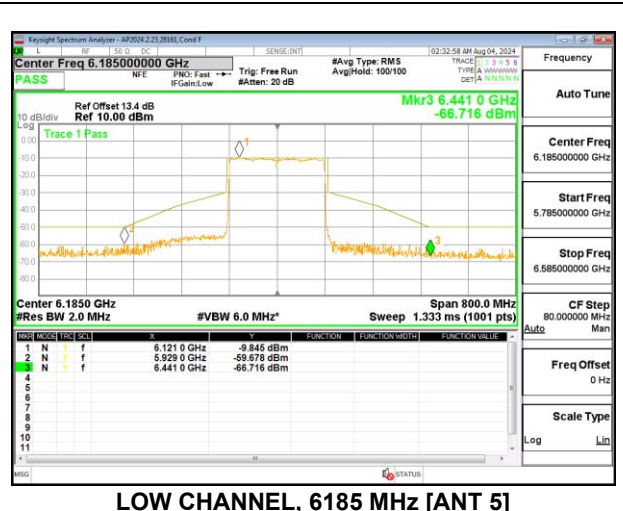 Keysight Spectrum Analyzer - AP2024.2.23,28161,Cond F
L RF 50 Ω DC SENSE:INT 02:32:58 AM Aug 04, 2024
Center Freq 6.185000000 GHz
PASS
NFE
PNO: Fast
IFGain:Low
Trig: Free Run
#Atten: 20 dB
#Avg Type: RMS
Avg|Hold: 100/100
TRACE 1 2 3 4 5 6
TYPE A WWWWW
DET A N N N N N
Ref Offset 13.4 dB
10 dB/div Ref 10.00 dBm
Mkr3 6.441 0 GHz
-66.716 dBm
Log
Trace 1 Pass
0.00
-10.0
-20.0
-30.0
-40.0
-50.0
-60.0
-70.0
-80.0
1
2
3
Center 6.1850 GHz Span 800.0 MHz
#Res BW 2.0 MHz #VBW 6.0 MHz* Sweep 1.333 ms (1001 pts)
MKR MODE TRC SCL X Y FUNCTION FUNCTION WIDTH FUNCTION VALUE
1 N 1 f 6.121 0 GHz -9.845 dBm
2 N 1 f 5.929 0 GHz -59.678 dBm
3 N 1 f 6.441 0 GHz -66.716 dBm
4
5
6
7
8
9
10
11
MSG STATUS
Frequency
Auto Tune
Center Freq
6.185000000 GHz
Start Freq
5.785000000 GHz
Stop Freq
6.585000000 GHz
CF Step
80.000000 MHz
Auto Man
Freq Offset
0 Hz
Scale Type
Log Lin
LOW CHANNEL, 6185 MHz [ANT 5]